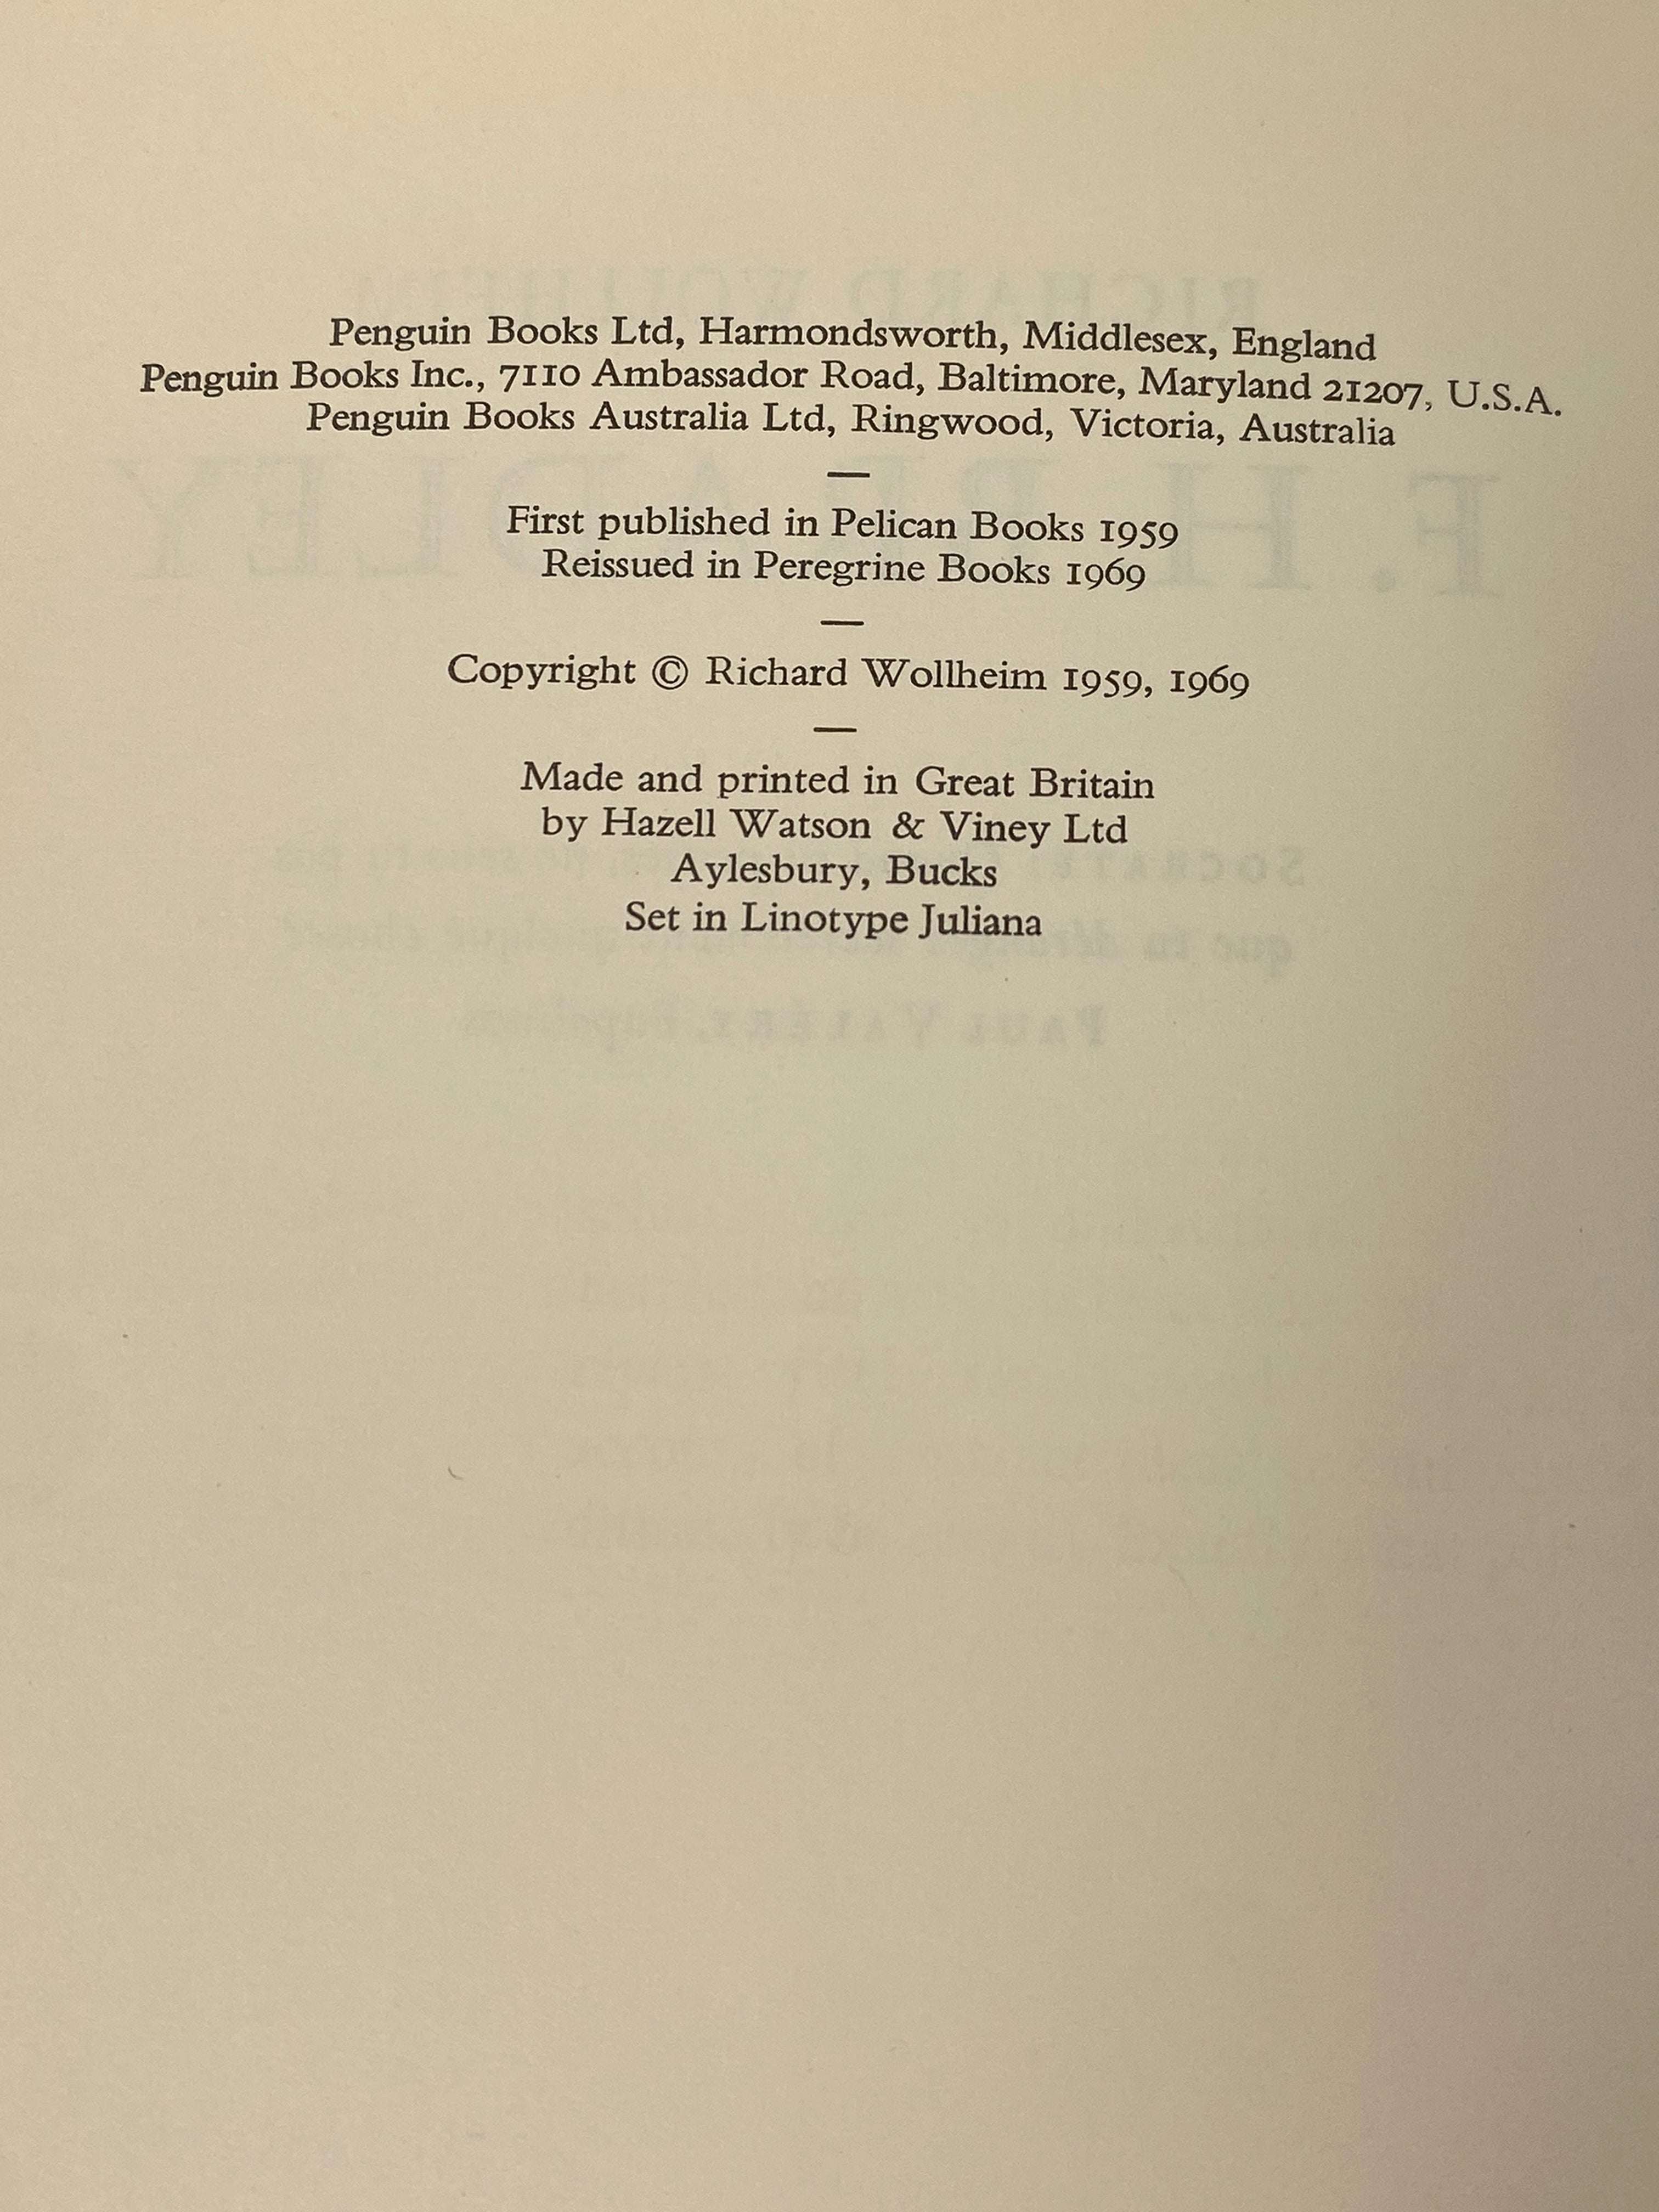 Penguin Books Ltd, Harmondsworth, Middlesex, England
Penguin Books Inc., 7110 Ambassador Road, Baltimore, Maryland 21207, U.S.A.
Penguin Books Australia Ltd, Ringwood, Victoria, Australia
—
First published in Pelican Books 1959
Reissued in Peregrine Books 1969
—
Copyright © Richard Wollheim 1959, 1969
—
Made and printed in Great Britain
by Hazell Watson & Viney Ltd
Aylesbury, Bucks
Set in Linotype Juliana